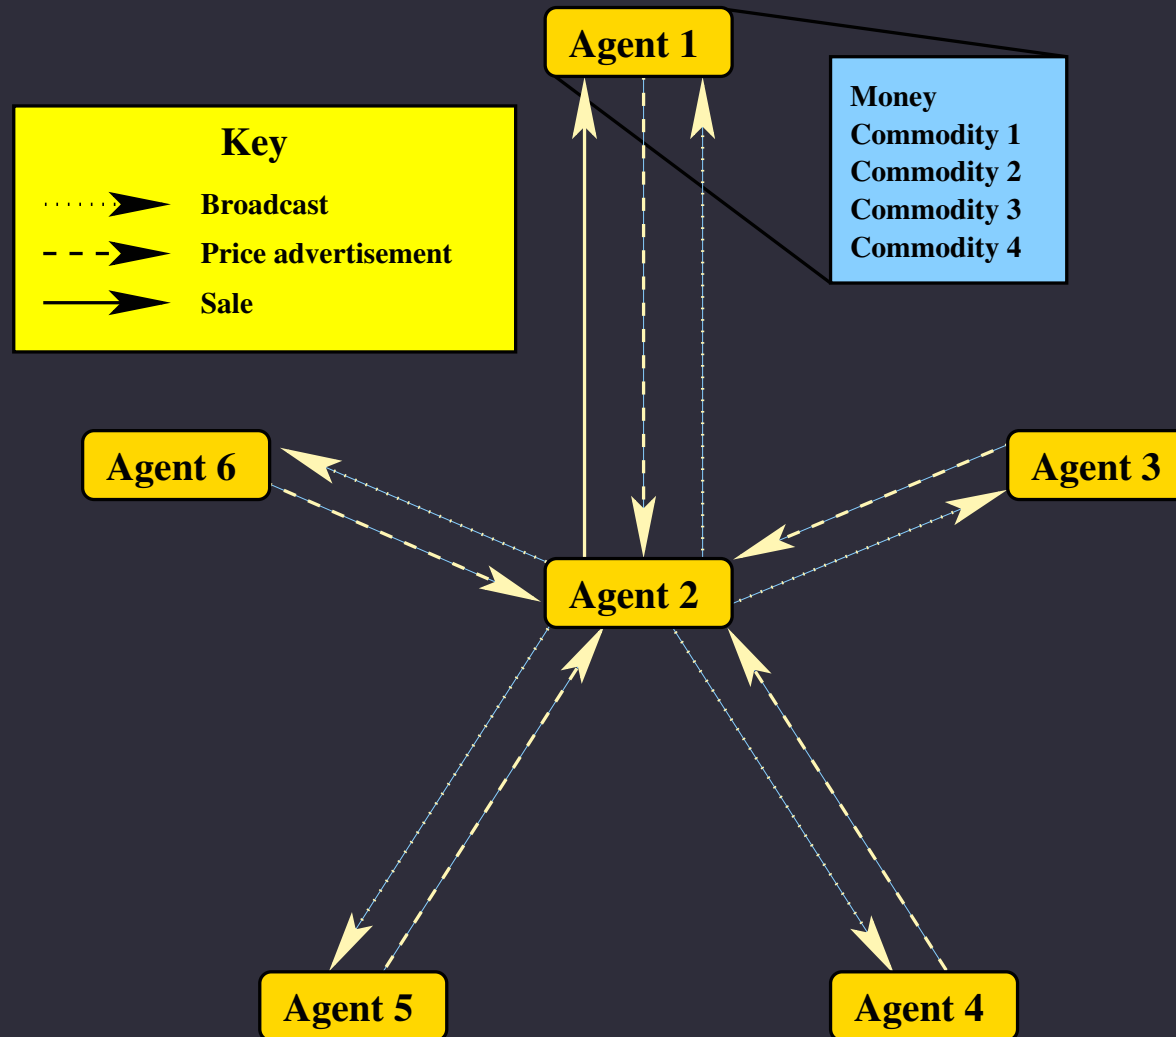 Agent 1
Money
Commodity 1
Commodity 2
Commodity 3
Commodity 4
Key
Broadcast
Price advertisement
Sale
Agent 6
Agent 3
Agent 2
Agent 5
Agent 4